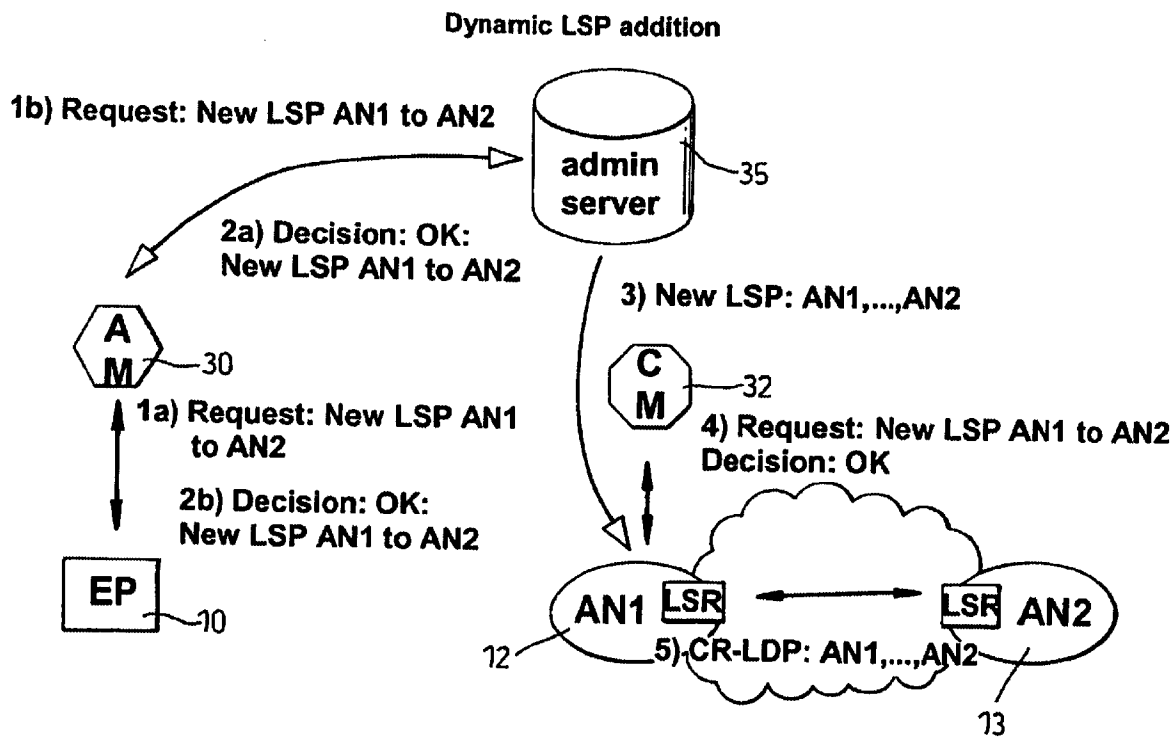 Dynamic LSP addition
1b) Request: New LSP AN1 to AN2
admin
server
35
2a) Decision: OK:
New LSP AN1 to AN2
3) New LSP: AN1,...,AN2
A
M
30
C
M
32
1a) Request: New LSP AN1
to AN2
4) Request: New LSP AN1 to AN2
Decision: OK
2b) Decision: OK:
New LSP AN1 to AN2
EP
10
AN1
LSR
LSR
AN2
12
5) CR-LDP: AN1,...,AN2
13